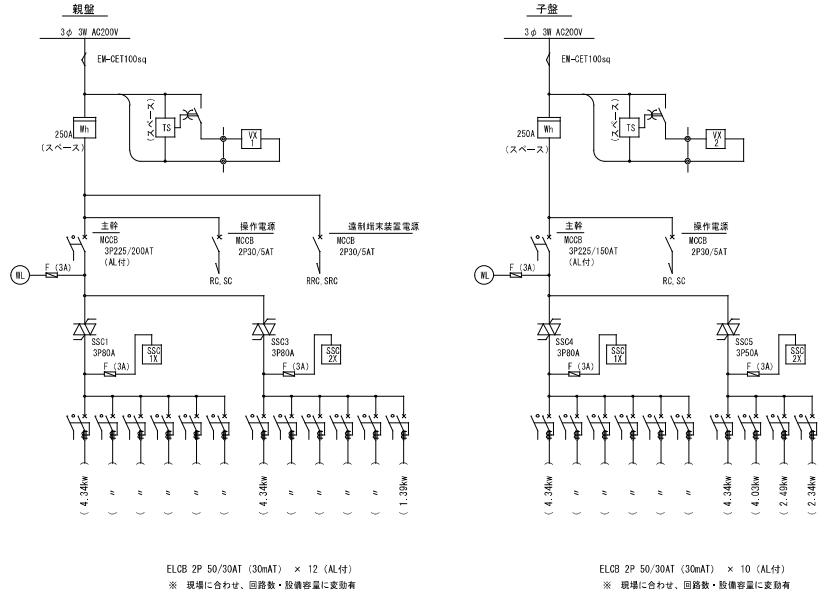 親盤
3φ 3W AC200V
EM-CET100sq
Wh
250A
(スペース)
(スペース)
TS
VX
1
主幹
MCCB
3P225/200AT
(AL付)
操作電源
MCCB
2P30/5AT
RC, SC
遠制端末装置電源
MCCB
2P30/5AT
RRC, SRC
WL
F (3A)
SSC1
3P80A
SSC
1X
F (3A)
SSC3
3P80A
SSC
2X
F (3A)
(4.34kw)
(〃)
(〃)
(〃)
(〃)
(〃)
(4.34kw)
(〃)
(〃)
(〃)
(〃)
(1.39kw)
ELCB 2P 50/30AT (30mAT) × 12 (AL付)
※ 現場に合わせ、回路数・設備容量に変動有
子盤
3φ 3W AC200V
EM-CET100sq
Wh
250A
(スペース)
(スペース)
TS
VX
2
主幹
MCCB
3P225/150AT
(AL付)
操作電源
MCCB
2P30/5AT
RC, SC
WL
F (3A)
SSC4
3P80A
SSC
1X
F (3A)
SSC5
3P50A
SSC
2X
F (3A)
(4.34kw)
(〃)
(〃)
(〃)
(〃)
(〃)
(4.34kw)
(4.03kw)
(2.49kw)
(2.34kw)
ELCB 2P 50/30AT (30mAT) × 10 (AL付)
※ 現場に合わせ、回路数・設備容量に変動有